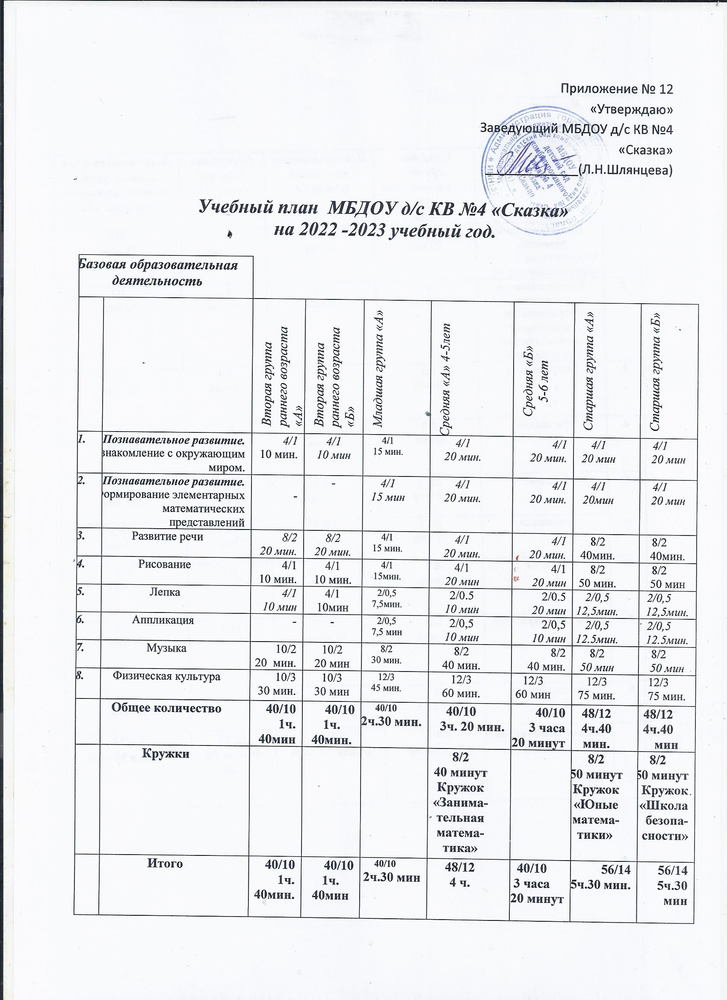 Приложение № 12
«Утверждаю»
Заведующий МБДОУ д/с КВ №4
«Сказка»
(Л.Н.Шлянцева)
МБДОУ
детский сад
комбинированного
вида № 4
"Сказка"
г.Сельцо
Учебный план МБДОУ д/с КВ №4 «Сказка»
на 2022 -2023 учебный год.
Базовая образовательная
деятельность
Вторая группа
раннего возраста
«А»
Вторая группа
раннего возраста
«Б»
Младшая группа «А»
Средняя «А» 4-5лет
Средняя «Б»
5-6 лет
Старшая группа «А»
Старшая группа «Б»
1. Познавательное развитие. 4/1 4/1 4/1 4/1 4/1 4/1 4/1
знакомление с окружающим 10 мин. 10 мин 15 мин. 20 мин. 20 мин. 20 мин 20 мин
миром.
2. Познавательное развитие. - - 4/1 4/1 4/1 4/1 4/1
ормирование элементарных 15 мин 20 мин. 20 мин. 20мин 20 мин
математических
представлений
3. Развитие речи 8/2 8/2 4/1 4/1 4/1 8/2 8/2
20 мин. 20 мин. 15 мин. 20 мин. 20 мин. 40мин. 40мин.
4. Рисование 4/1 4/1 4/1 4/1 4/1 8/2 8/2
10 мин. 10 мин. 15мин. 20 мин 20 мин 50 мин. 50 мин
5. Лепка 4/1 4/1 2/0,5 2/0.5 2/0.5 2/0,5 2/0,5
10 мин 10мин 7,5мин. 10 мин 20 мин 12,5мин. 12,5мин.
6. Аппликация - - 2/0,5 2/0,5 2/0,5 2/0,5 2/0,5
7,5 мин 10 мин 10 мин 12.5мин. 12.5мин.
7. Музыка 10/2 10/2 8/2 8/2 8/2 8/2 8/2
20 мин. 20 мин 30 мин. 40 мин. 40 мин. 50 мин 50 мин
8. Физическая культура 10/3 10/3 12/3 12/3 12/3 12/3 12/3
30 мин. 30 мин 45 мин. 60 мин. 60 мин 75 мин. 75 мин.
Общее количество 40/10 40/10 40/10 40/10 40/10 48/12 48/12
1ч. 1ч. 2ч.30 мин. 3ч. 20 мин. 3 часа 4ч.40 4ч.40
40мин 40мин. 20 минут мин. мин
Кружки 8/2 8/2 8/2
40 минут 50 минут 50 минут
Кружок Кружок Кружок
«Занима- «Юные «Школа
тельная матема- безопа-
матема- тики» сности»
тика»
Итого 40/10 40/10 40/10 48/12 40/10 56/14 56/14
1ч. 1ч. 2ч.30 мин 4 ч. 3 часа 5ч.30 мин. 5ч.30
40мин. 40мин 20 минут мин